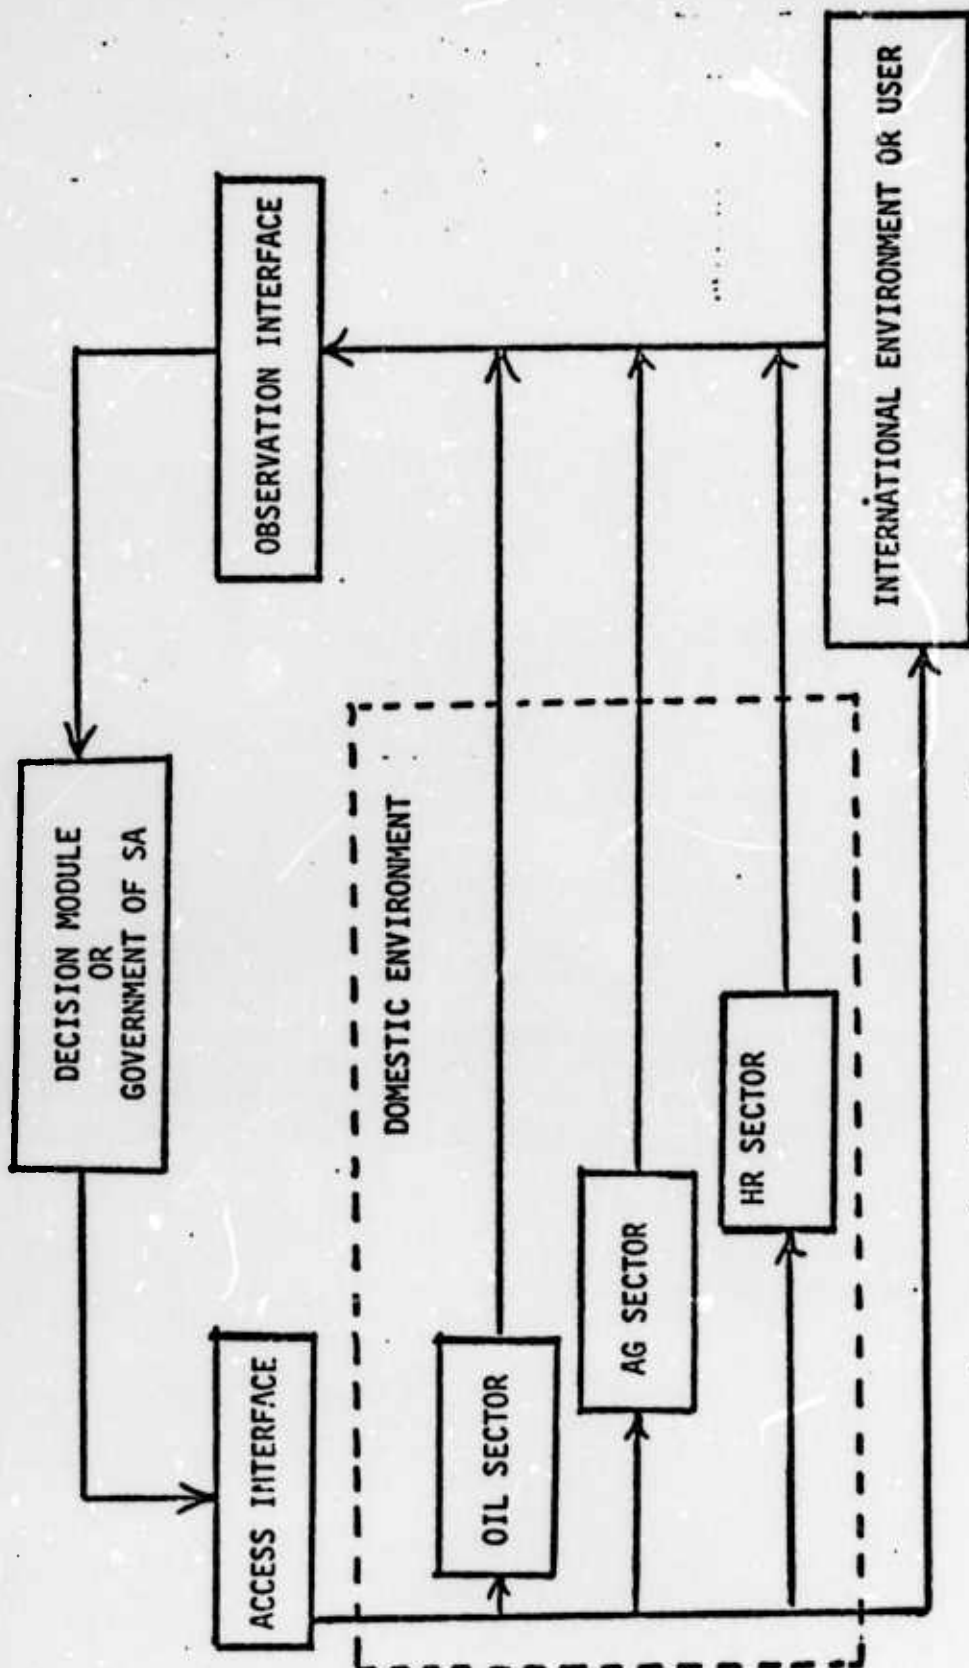 DECISION MODULE
OR
GOVERNMENT OF SA
ACCESS INTERFACE
OBSERVATION INTERFACE
DOMESTIC ENVIRONMENT
OIL SECTOR
AG SECTOR
HR SECTOR
INTERNATIONAL ENVIRONMENT OR USER